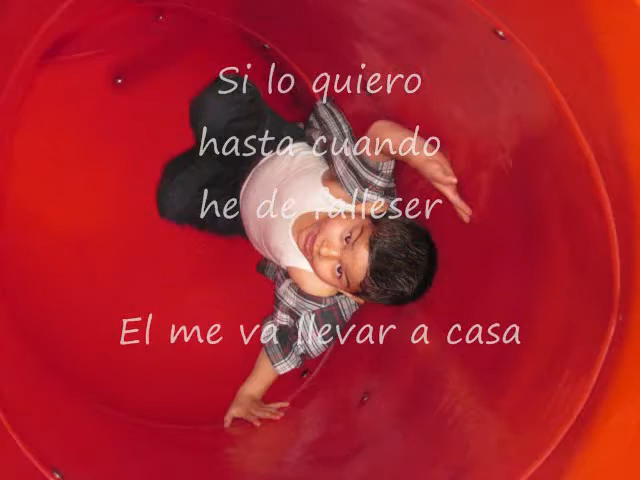 Si lo quiero
hasta cuando
he de falleser
El me va llevar a casa